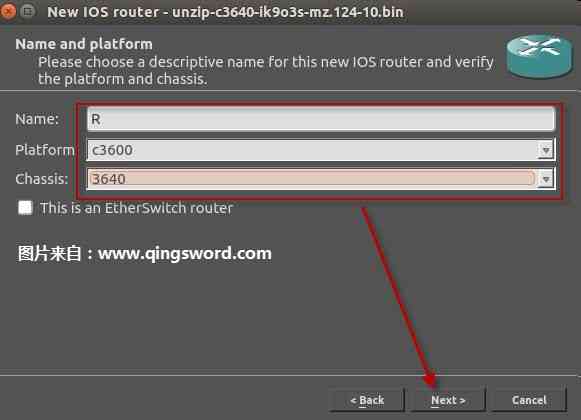 New IOS router - unzip-c3640-ik9o3s-mz.124-10.bin
Name and platform
Please choose a descriptive name for this new IOS router and verify
the platform and chassis.
Name: R
Platform c3600
Chassis: 3640
This is an EtherSwitch router
图片来自：www.qingsword.com
< Back Next > Cancel